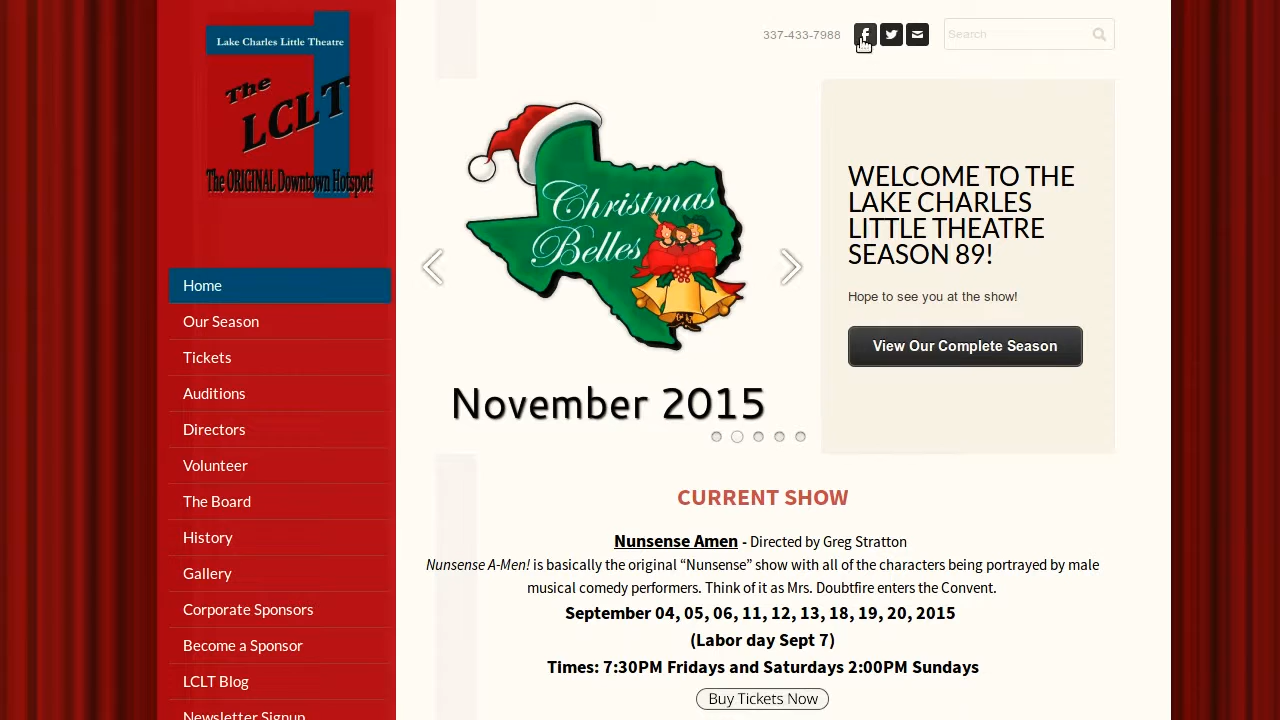 Lake Charles Little Theatre
The
LCLT
The ORIGINAL Downtown Hotspot!
Home
Our Season
Tickets
Auditions
Directors
Volunteer
The Board
History
Gallery
Corporate Sponsors
Become a Sponsor
LCLT Blog
Newsletter Signup
337-433-7988
Search
Christmas
Belles
November 2015
WELCOME TO THE
LAKE CHARLES
LITTLE THEATRE
SEASON 89!
Hope to see you at the show!
View Our Complete Season
CURRENT SHOW
Nunsense Amen - Directed by Greg Stratton
Nunsense A-Men! is basically the original “Nunsense” show with all of the characters being portrayed by male
musical comedy performers. Think of it as Mrs. Doubtfire enters the Convent.
September 04, 05, 06, 11, 12, 13, 18, 19, 20, 2015
(Labor day Sept 7)
Times: 7:30PM Fridays and Saturdays 2:00PM Sundays
Buy Tickets Now